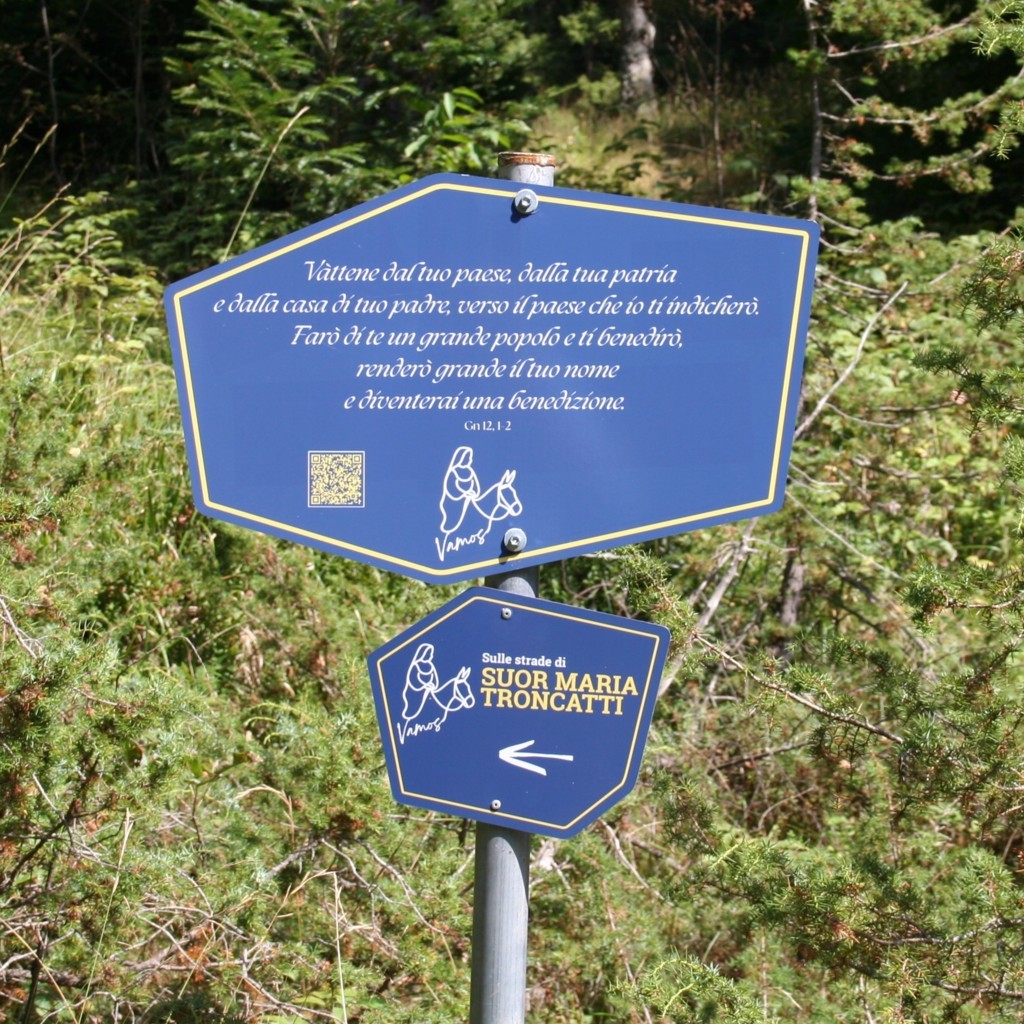 Vàttene dal tuo paese, dalla tua patria
e dalla casa di tuo padre, verso il paese che io ti indicherò.
Farò di te un grande popolo e ti benedirò,
renderò grande il tuo nome
e diventerai una benedizione.
Gn 12, 1-2
Vamos
Sulle strade di
SUOR MARIA
TRONCATTI
Vamos